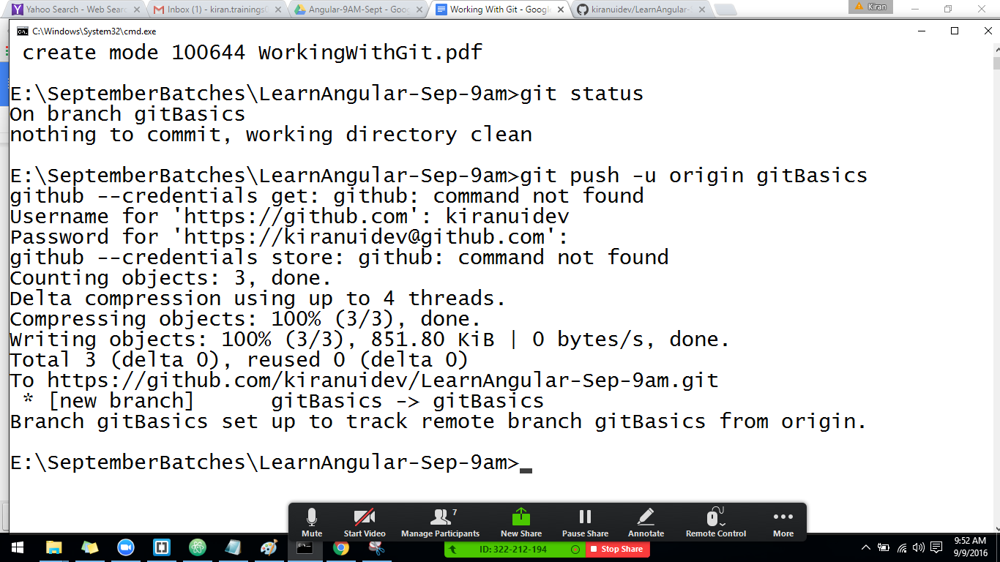 Yahoo Search - Web Sear
Inbox (1) - kiran.trainings
Angular-9AM-Sept - Goo
Working With Git - Google
kiranuidev/LearnAngular-
Kiran
C:\Windows\System32\cmd.exe
create mode 100644 WorkingWithGit.pdf
E:\SeptemberBatches\LearnAngular-Sep-9am>git status
On branch gitBasics
nothing to commit, working directory clean
E:\SeptemberBatches\LearnAngular-Sep-9am>git push -u origin gitBasics
github --credentials get: github: command not found
Username for 'https://github.com': kiranuidev
Password for 'https://kiranuidev@github.com':
github --credentials store: github: command not found
Counting objects: 3, done.
Delta compression using up to 4 threads.
Compressing objects: 100% (3/3), done.
Writing objects: 100% (3/3), 851.80 KiB | 0 bytes/s, done.
Total 3 (delta 0), reused 0 (delta 0)
To https://github.com/kiranuidev/LearnAngular-Sep-9am.git
* [new branch]      gitBasics -> gitBasics
Branch gitBasics set up to track remote branch gitBasics from origin.
E:\SeptemberBatches\LearnAngular-Sep-9am>
7
Mute
Start Video
Manage Participants
New Share
Pause Share
Annotate
Remote Control
More
ID: 322-212-194
Stop Share
9:52 AM
9/9/2016